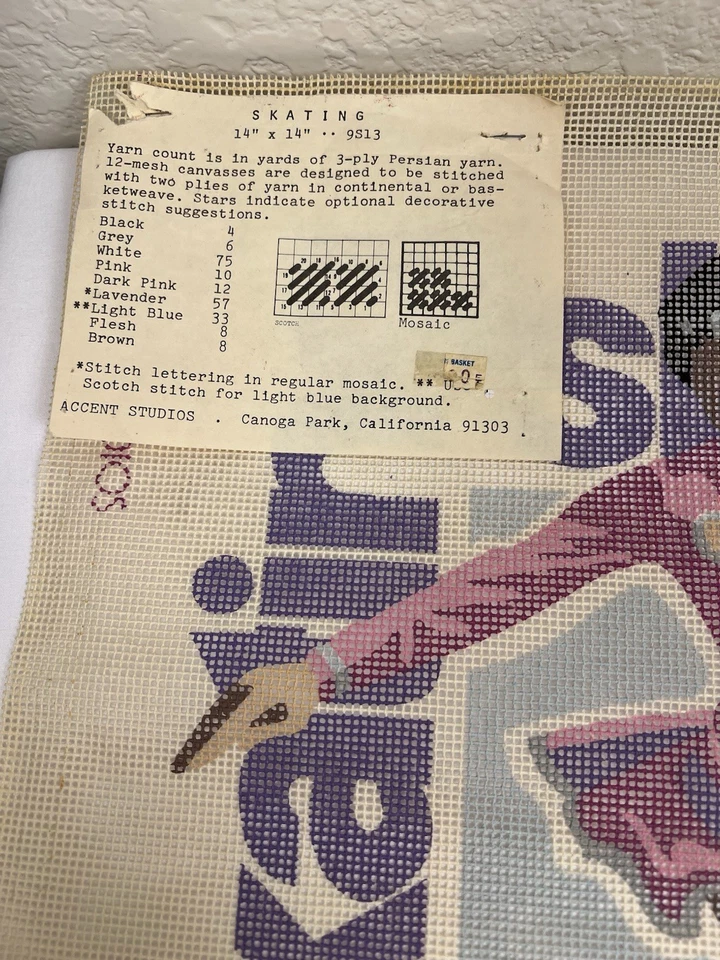 SKATING
14" x 14" ·· 9S13
Yarn count is in yards of 3-ply Persian yarn.
12-mesh canvasses are designed to be stitched
with two plies of yarn in continental or bas-
ketweave. Stars indicate optional decorative
stitch suggestions.
Black 4
Grey 6
White 75
Pink 10
Dark Pink 12
*Lavender 57
**Light Blue 33
Flesh 8
Brown 8
SCOTCH
Mosaic
BASKET
*Stitch lettering in regular mosaic. **
Scotch stitch for light blue background.
ACCENT STUDIOS . Canoga Park, California 91303